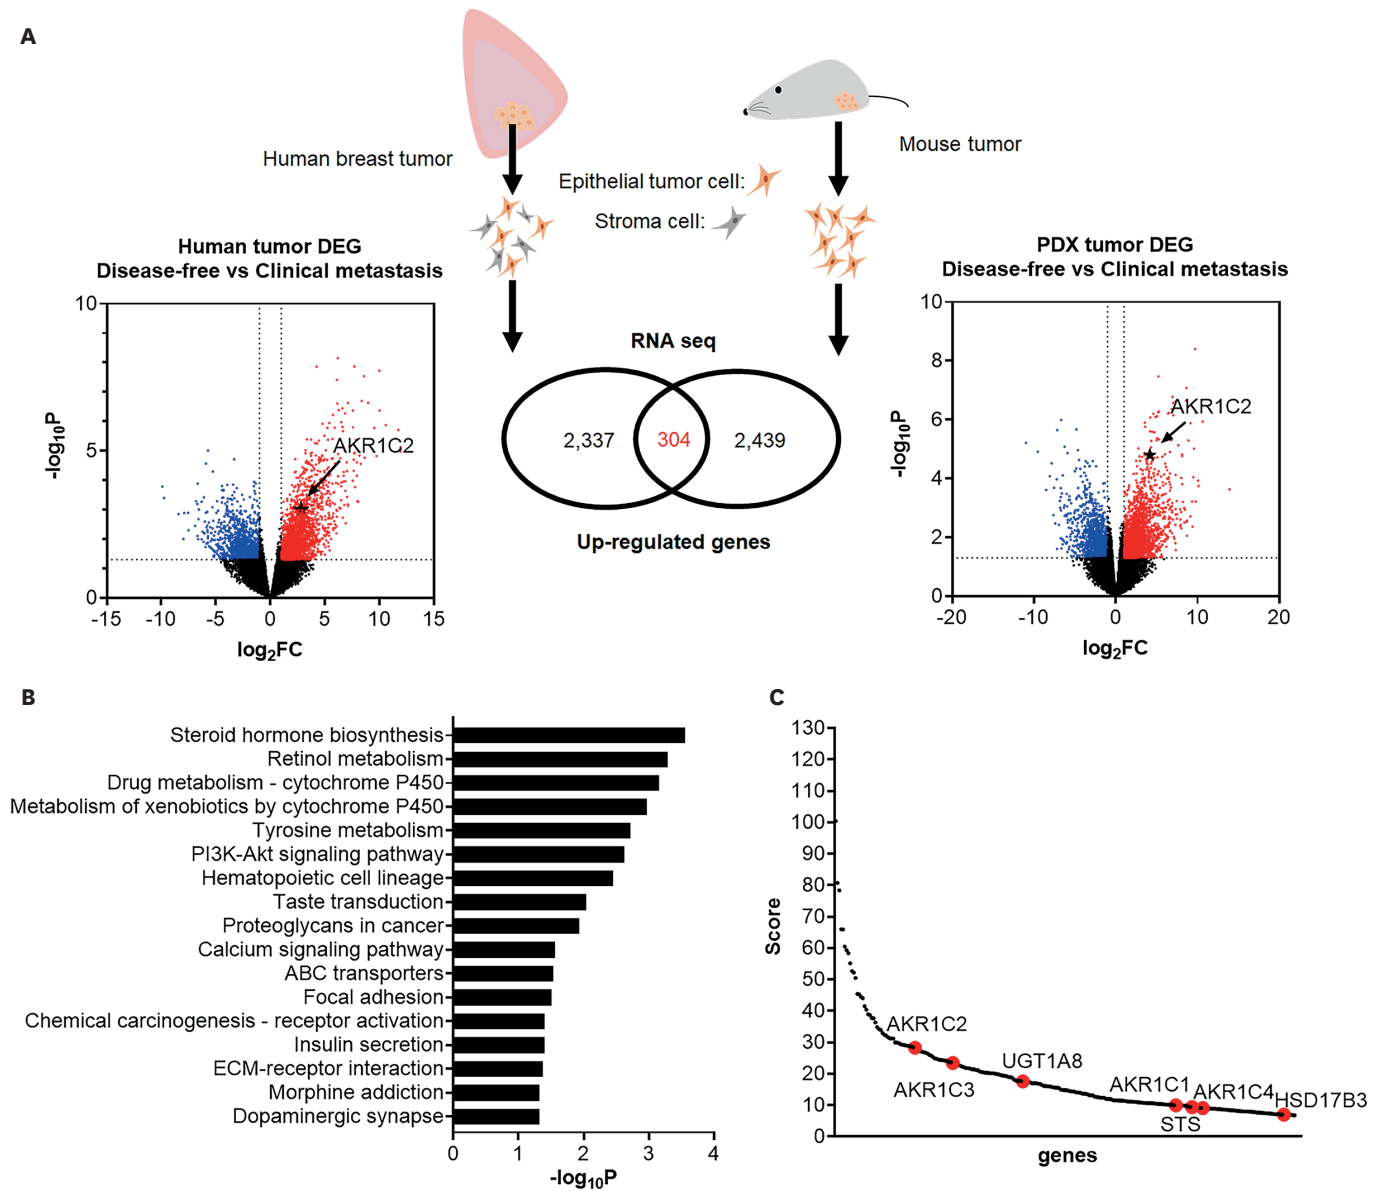 A
Human breast tumor
Mouse tumor
Epithelial tumor cell:
Stroma cell:
Human tumor DEG
Disease-free vs Clinical metastasis
10
5
0
-log10P
AKR1C2
-15 -10 -5 0 5 10 15
log2FC
RNA seq
2,337 304 2,439
Up-regulated genes
PDX tumor DEG
Disease-free vs Clinical metastasis
10
8
6
4
2
0
-log10P
AKR1C2
-20 -10 0 10 20
log2FC
B
Steroid hormone biosynthesis
Retinol metabolism
Drug metabolism - cytochrome P450
Metabolism of xenobiotics by cytochrome P450
Tyrosine metabolism
PI3K-Akt signaling pathway
Hematopoietic cell lineage
Taste transduction
Proteoglycans in cancer
Calcium signaling pathway
ABC transporters
Focal adhesion
Chemical carcinogenesis - receptor activation
Insulin secretion
ECM-receptor interaction
Morphine addiction
Dopaminergic synapse
0 1 2 3 4
-log10P
C
130
120
110
100
90
80
70
60
50
40
30
20
10
0
Score
AKR1C2
AKR1C3
UGT1A8
AKR1C1
STS
AKR1C4
HSD17B3
genes